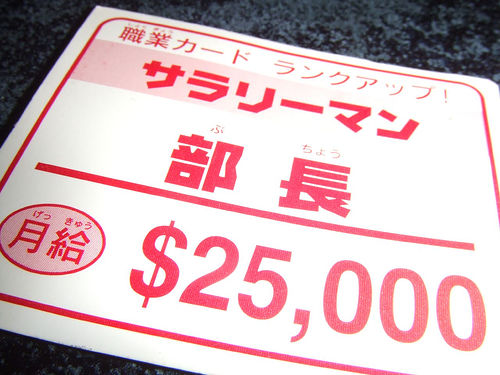 職業カード ランクアップ!
サラリーマン
ぶ ちょう
部長
げっ きゅう
月給
$25,000